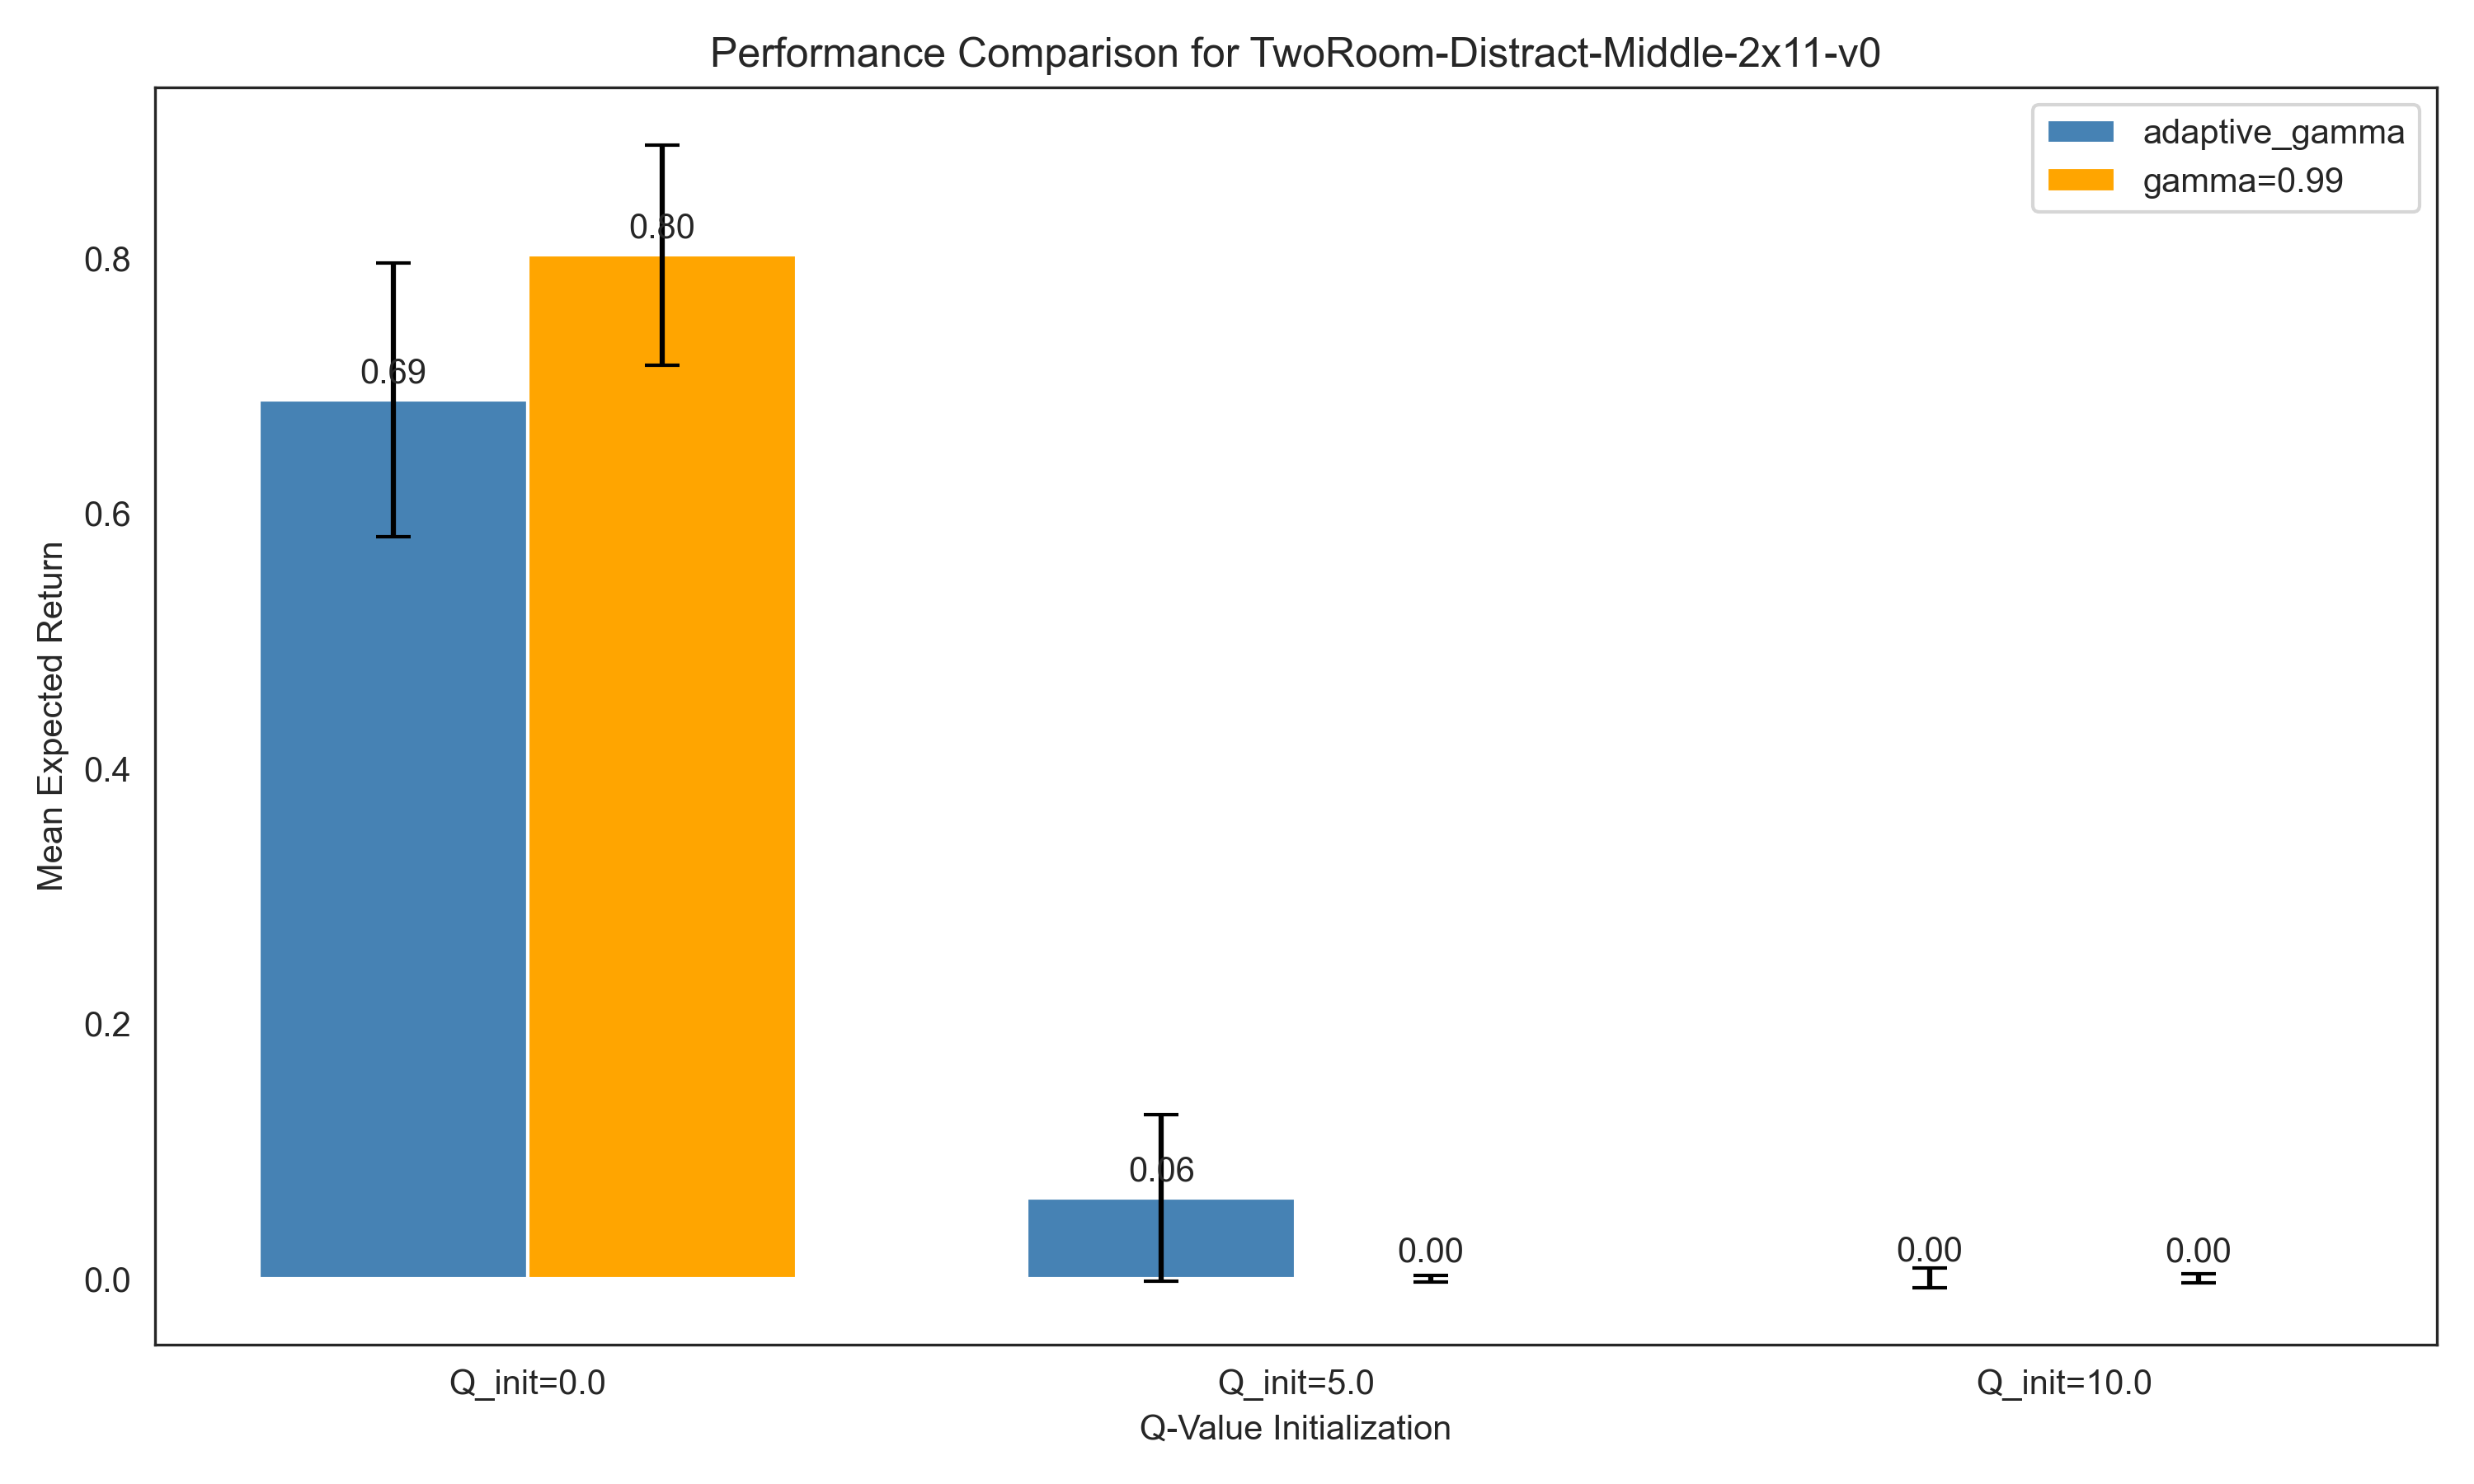 Performance Comparison for TwoRoom-Distract-Middle-2x11-v0
adaptive_gamma
gamma=0.99
Mean Expected Return
0.8
0.6
0.4
0.2
0.0
0.69
0.80
0.06
0.00
0.00
0.00
Q_init=0.0
Q_init=5.0
Q_init=10.0
Q-Value Initialization